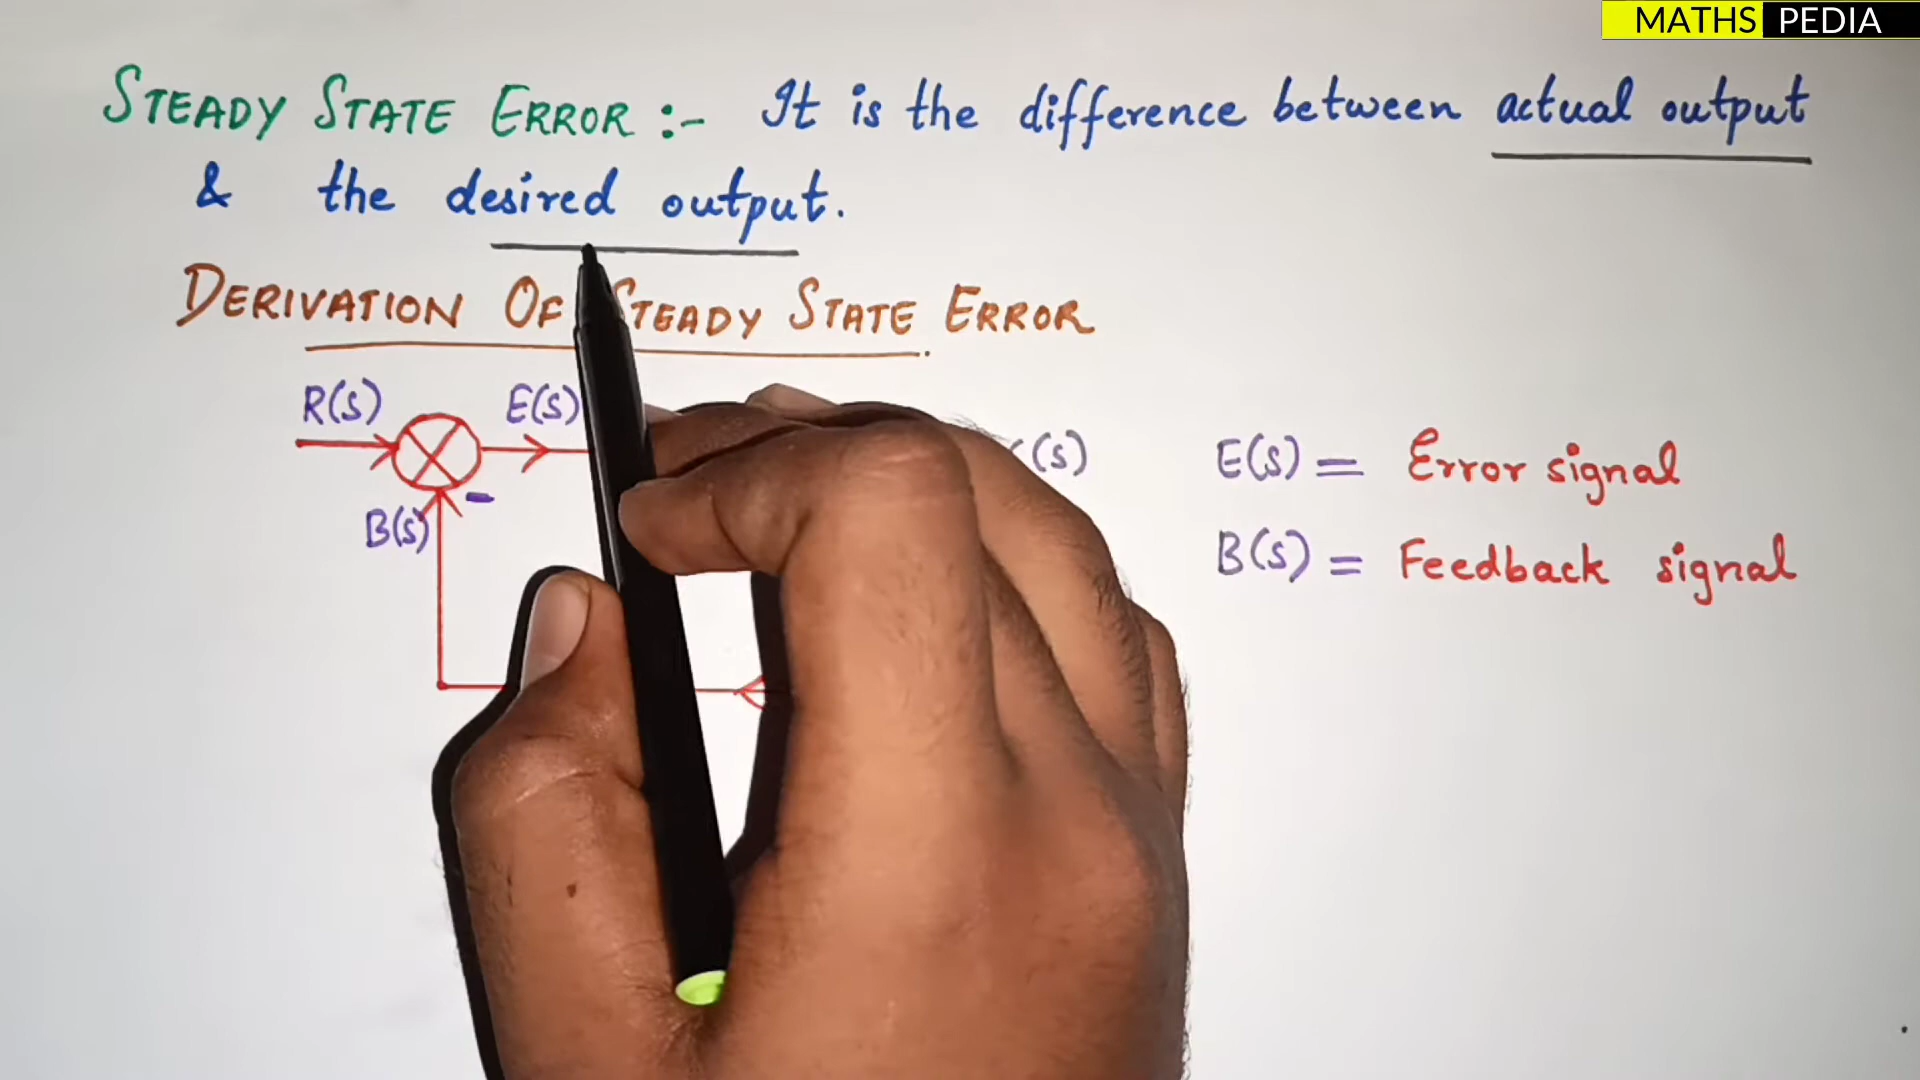 MATHS PEDIA
STEADY STATE ERROR :- It is the difference between actual output
& the desired output.
DERIVATION OF STEADY STATE ERROR
R(S) E(S) (S)
B(S) -
E(S) = Error signal
B(S) = Feedback signal